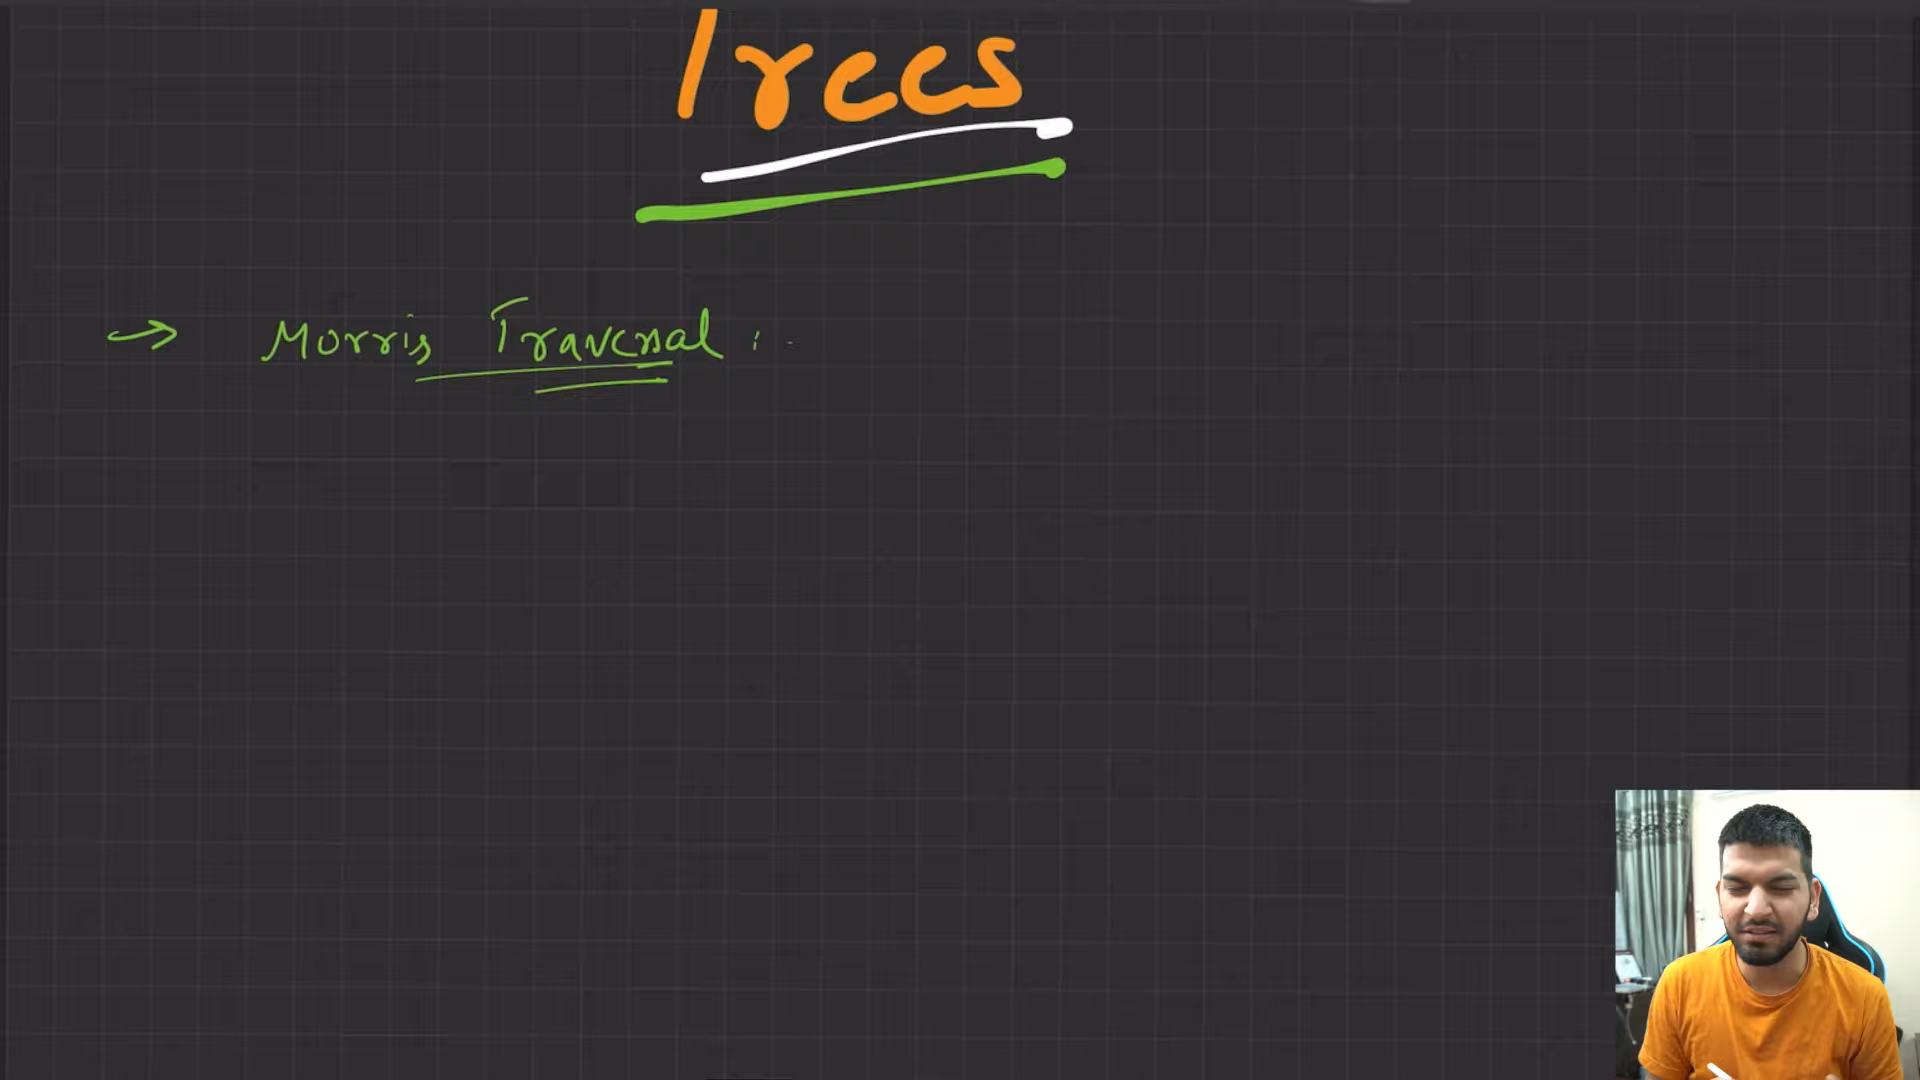 Trees
→ Morris Traversal :-